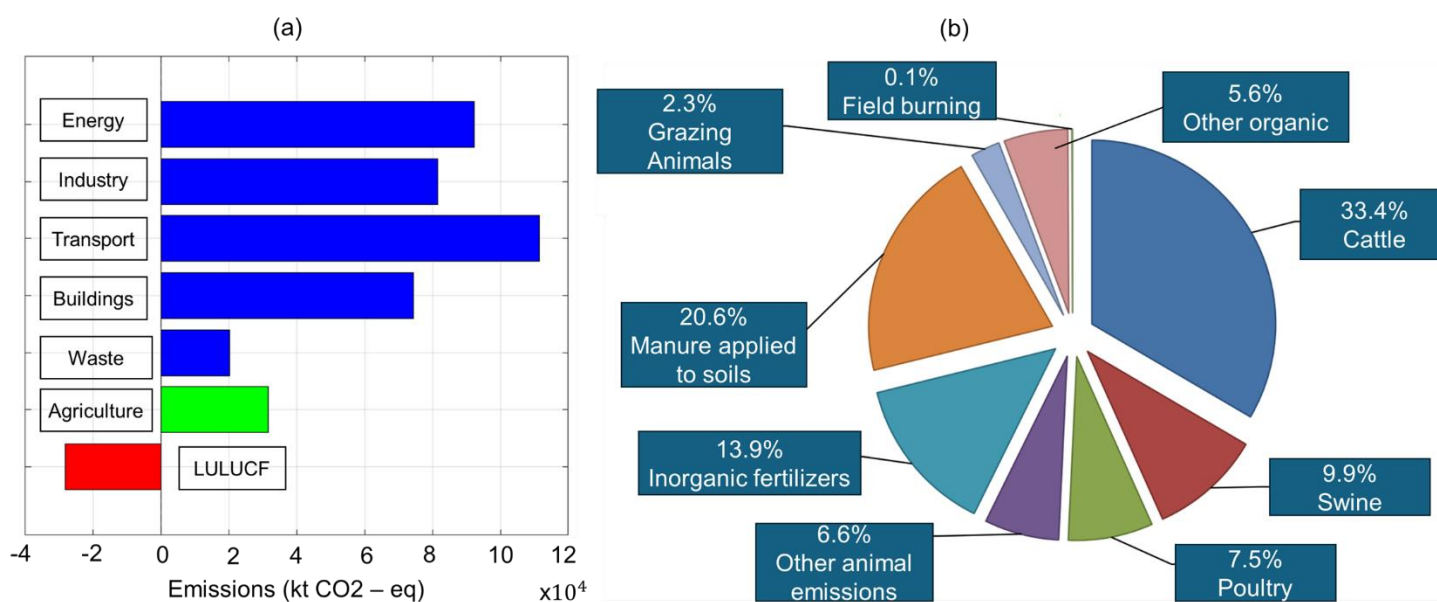 (a)
Energy
Industry
Transport
Buildings
Waste
Agriculture
LULUCF
-4 -2 0 2 4 6 8 10 12
Emissions (kt CO2 – eq)
x10⁴
(b)
0.1%
Field burning
5.6%
Other organic
2.3%
Grazing
Animals
33.4%
Cattle
20.6%
Manure applied
to soils
13.9%
Inorganic fertilizers
9.9%
Swine
6.6%
Other animal
emissions
7.5%
Poultry